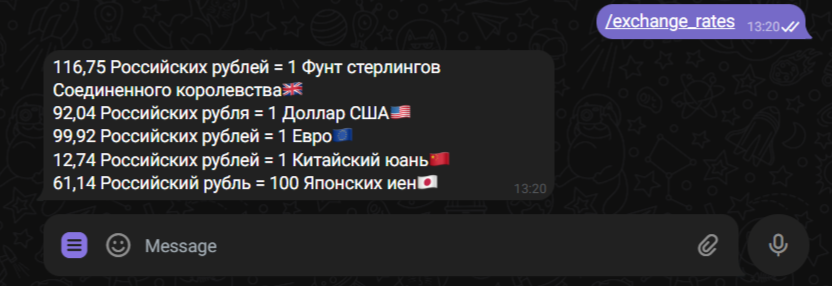 /exchange_rates
13:20
116,75 Российских рублей = 1 Фунт стерлингов
Соединенного королевства🇬🇧
92,04 Российских рубля = 1 Доллар США🇺🇸
99,92 Российских рублей = 1 Евро🇪🇺
12,74 Российских рублей = 1 Китайский юань🇨🇳
61,14 Российский рубль = 100 Японских иен🇯🇵
13:20
Message